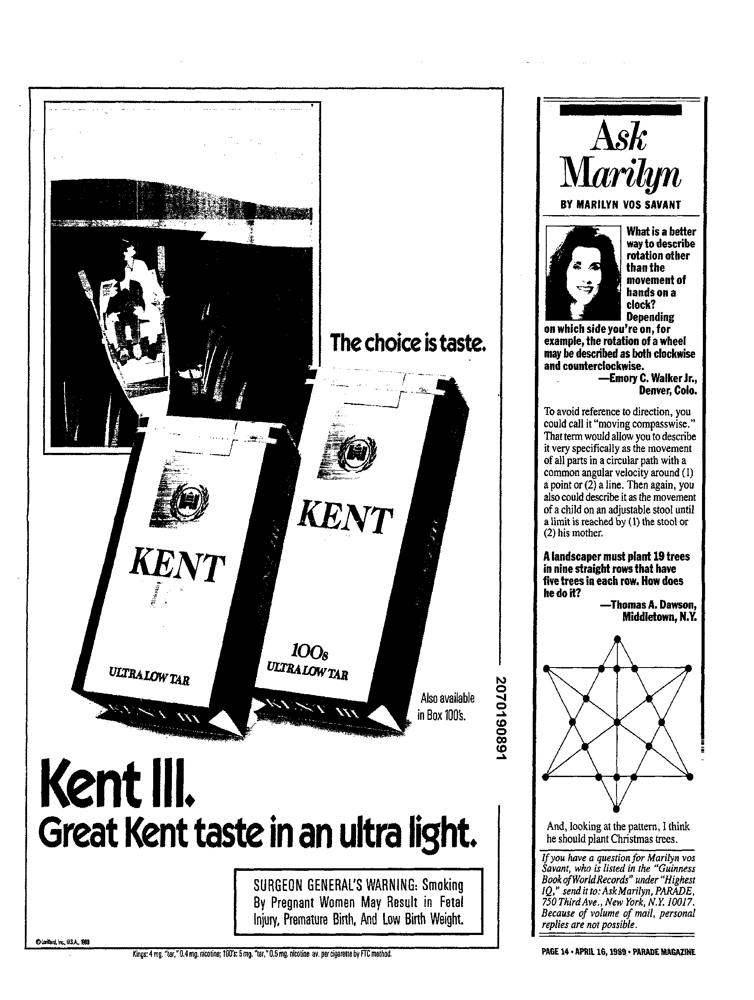 The choice is taste.
KENT
ULTRA LOW TAR
KENT III
KENT
100s
ULTRA LOW TAR
KENT III
Also available
in Box 100's.
Kent III.
Great Kent taste in an ultra light.
SURGEON GENERAL'S WARNING: Smoking
By Pregnant Women May Result in Fetal
Injury, Premature Birth, And Low Birth Weight.
© Lorillard, Inc., U.S.A., 1989
Kings: 4 mg. "tar," 0.4 mg. nicotine; 100's: 5 mg. "tar," 0.5 mg. nicotine av. per cigarette by FTC method.
2070190891
Ask
Marilyn
BY MARILYN VOS SAVANT
What is a better
way to describe
rotation other
than the
movement of
hands on a
clock?
Depending
on which side you're on, for
example, the rotation of a wheel
may be described as both clockwise
and counterclockwise.
—Emory C. Walker Jr.,
Denver, Colo.
To avoid reference to direction, you
could call it "moving compasswise."
That term would allow you to describe
it very specifically as the movement
of all parts in a circular path with a
common angular velocity around (1)
a point or (2) a line. Then again, you
also could describe it as the movement
of a child on an adjustable stool until
a limit is reached by (1) the stool or
(2) his mother.
A landscaper must plant 19 trees
in nine straight rows that have
five trees in each row. How does
he do it?
—Thomas A. Dawson,
Middletown, N.Y.
And, looking at the pattern, I think
he should plant Christmas trees.
If you have a question for Marilyn vos
Savant, who is listed in the "Guinness
Book of World Records" under "Highest
IQ," send it to: Ask Marilyn, PARADE,
750 Third Ave., New York, N.Y. 10017.
Because of volume of mail, personal
replies are not possible.
PAGE 14 • APRIL 16, 1989 • PARADE MAGAZINE